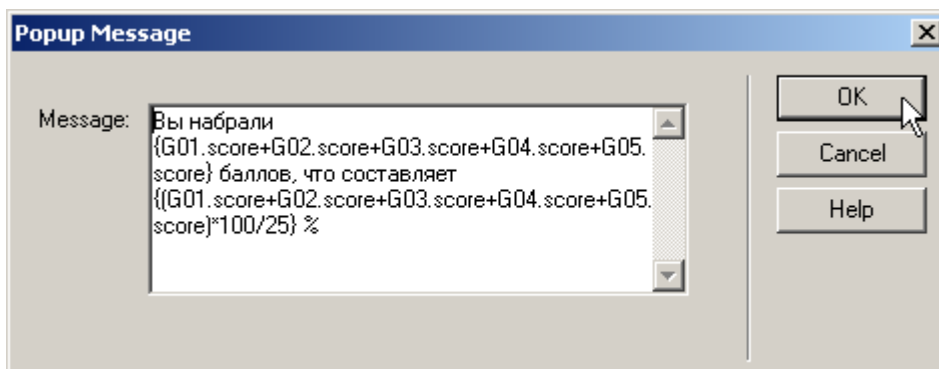 Popup Message
Message:
Вы набрали
{G01.score+G02.score+G03.score+G04.score+G05.
score} баллов, что составляет
{(G01.score+G02.score+G03.score+G04.score+G05.
score)*100/25} %
OK
Cancel
Help